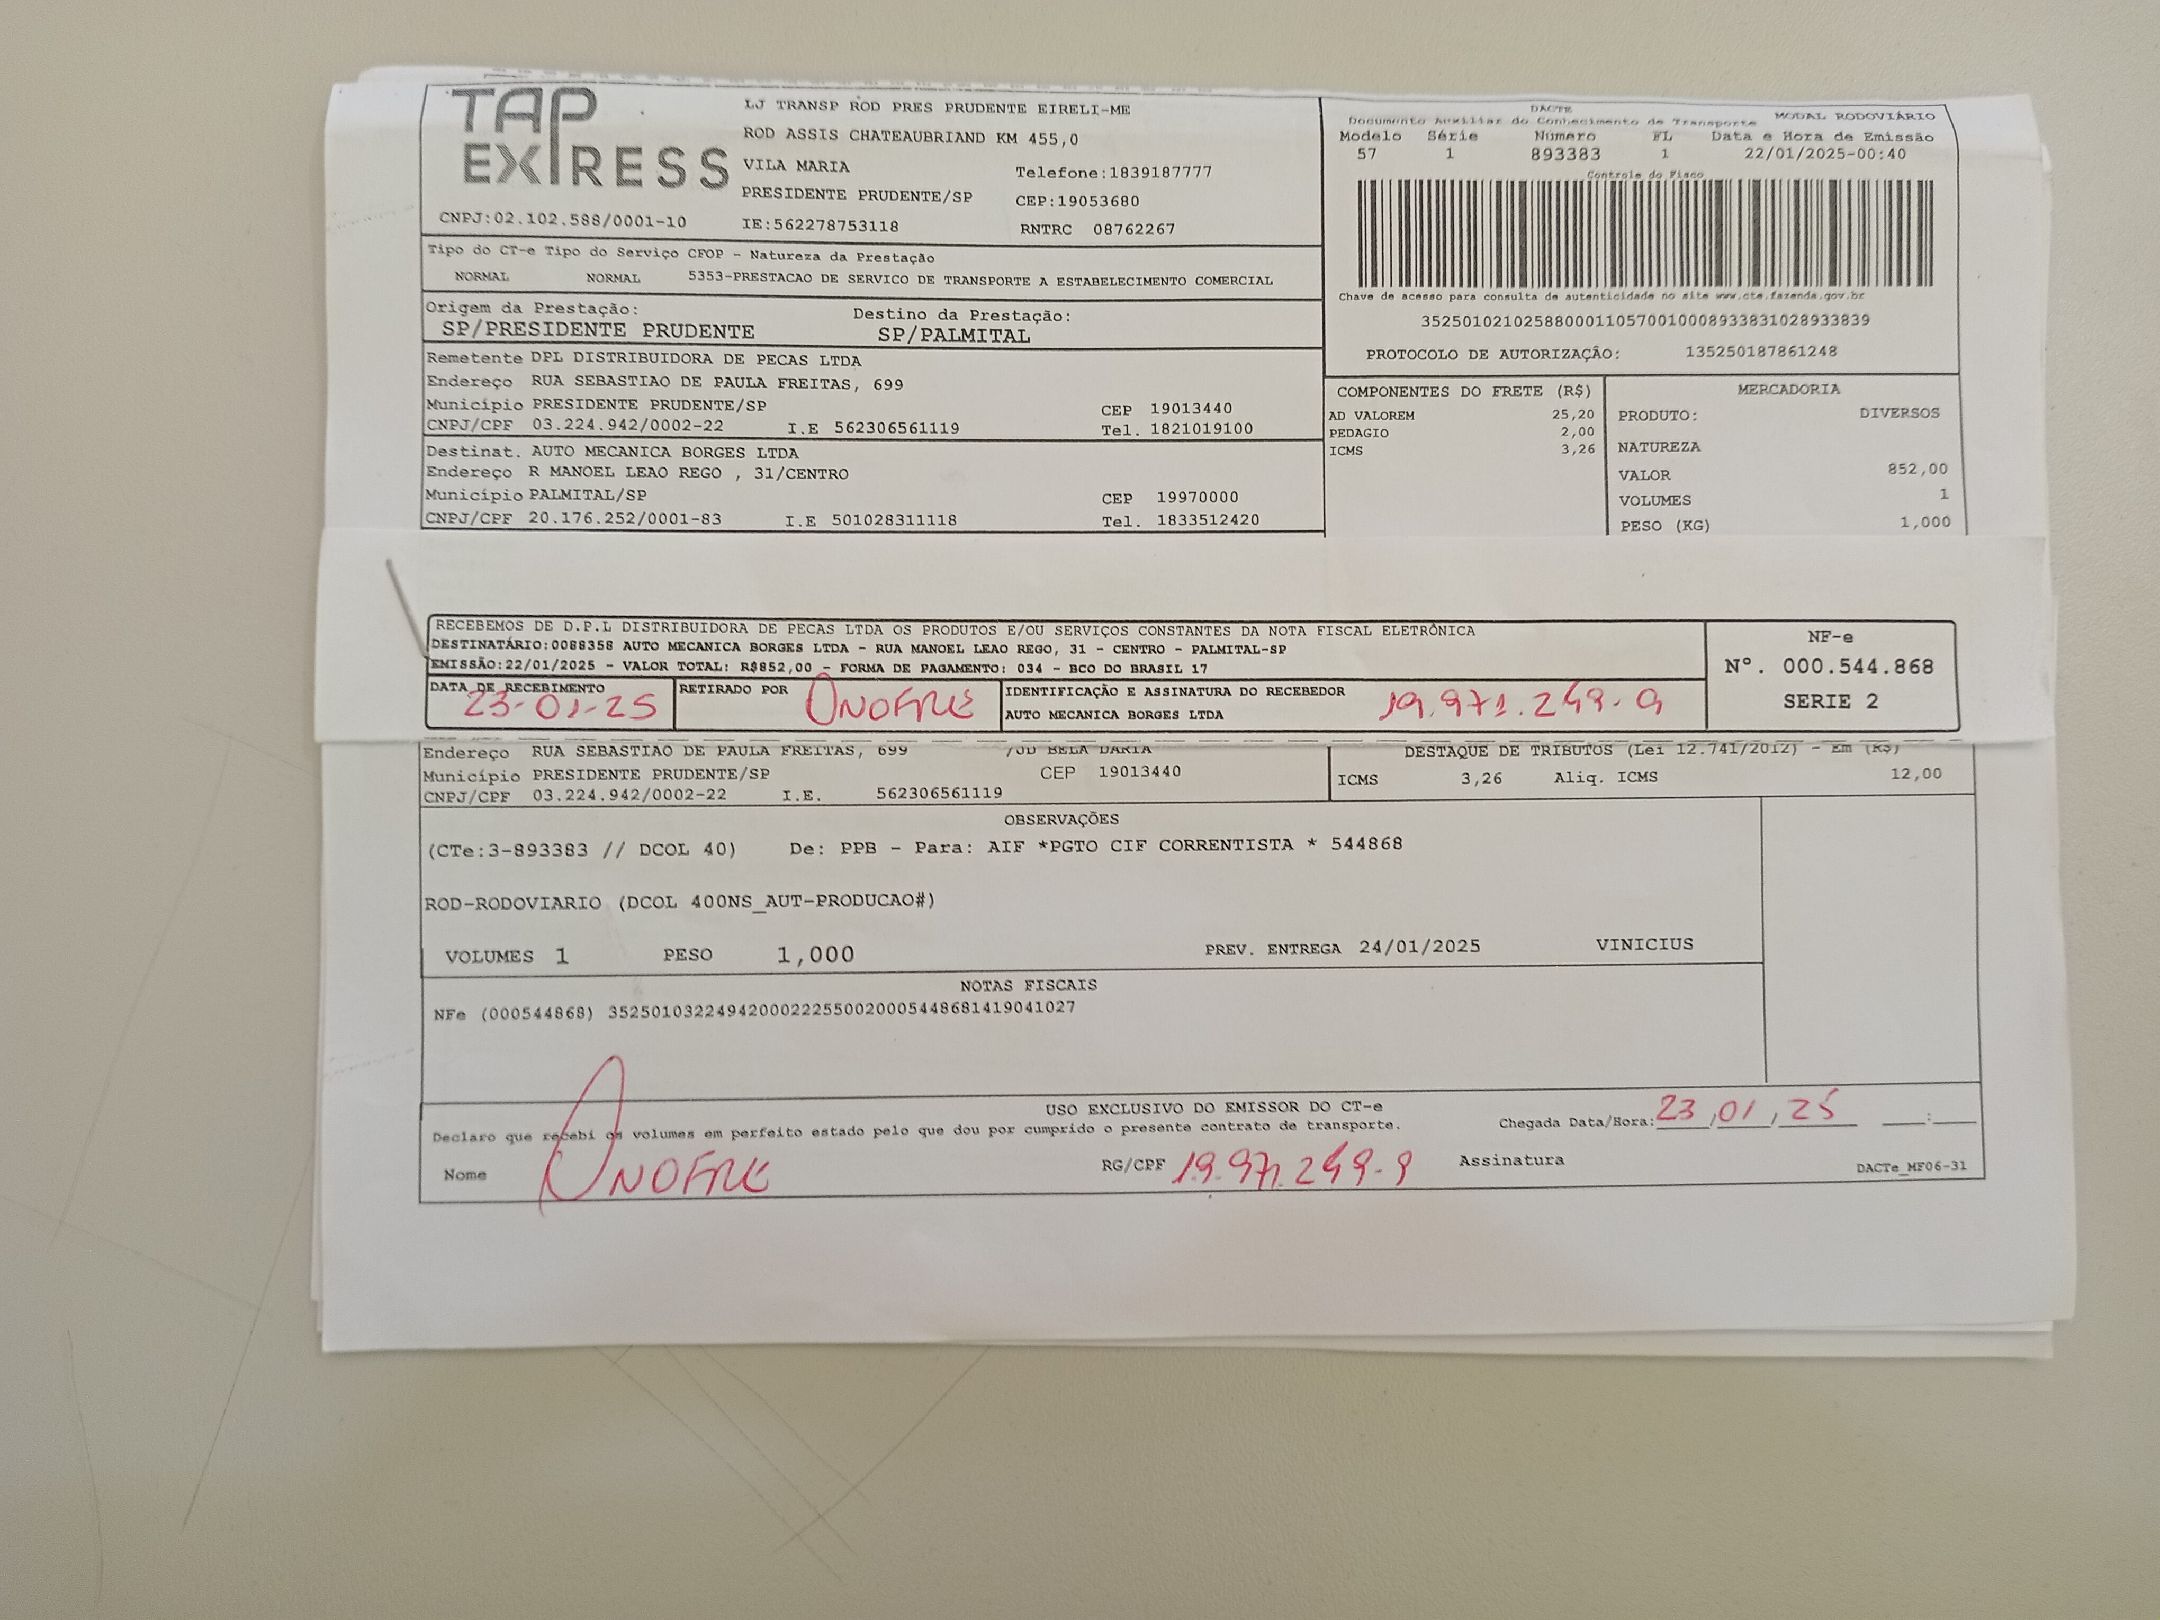 TAP EXPRESS
LJ TRANSP ROD PRES PRUDENTE EIRELI-ME
ROD ASSIS CHATEAUBRIAND KM 455,0
VILA MARIA Telefone:1839187777
PRESIDENTE PRUDENTE/SP CEP:19053680
CNPJ:02.102.588/0001-10 IE:562278753118 RNTRC 08762267
DACTE
Documento Auxiliar do Conhecimento de Transporte MODAL RODOVIÁRIO
Modelo Série Número FL Data e Hora de Emissão
57 1 893383 1 22/01/2025-00:40
Controle do Fisco
Chave de acesso para consulta de autenticidade no site www.cte.fazenda.gov.br
35250102102588000110570010008933831028933839
PROTOCOLO DE AUTORIZAÇÃO: 135250187861248
Tipo do CT-e Tipo do Serviço CFOP - Natureza da Prestação
NORMAL NORMAL 5353-PRESTACAO DE SERVICO DE TRANSPORTE A ESTABELECIMENTO COMERCIAL
Origem da Prestação: Destino da Prestação:
SP/PRESIDENTE PRUDENTE SP/PALMITAL
Remetente DPL DISTRIBUIDORA DE PECAS LTDA
Endereço RUA SEBASTIAO DE PAULA FREITAS, 699
Município PRESIDENTE PRUDENTE/SP CEP 19013440
CNPJ/CPF 03.224.942/0002-22 I.E 562306561119 Tel. 1821019100
Destinat. AUTO MECANICA BORGES LTDA
Endereço R MANOEL LEAO REGO , 31/CENTRO
Município PALMITAL/SP CEP 19970000
CNPJ/CPF 20.176.252/0001-83 I.E 501028311118 Tel. 1833512420
COMPONENTES DO FRETE (R$)
AD VALOREM 25,20
PEDAGIO 2,00
ICMS 3,26
MERCADORIA
PRODUTO: DIVERSOS
NATUREZA
VALOR 852,00
VOLUMES 1
PESO (KG) 1,000
RECEBEMOS DE D.P.L DISTRIBUIDORA DE PECAS LTDA OS PRODUTOS E/OU SERVIÇOS CONSTANTES DA NOTA FISCAL ELETRÔNICA
DESTINATÁRIO:0088358 AUTO MECANICA BORGES LTDA - RUA MANOEL LEAO REGO, 31 - CENTRO - PALMITAL-SP
EMISSÃO:22/01/2025 - VALOR TOTAL: R$852,00 - FORMA DE PAGAMENTO: 034 - BCO DO BRASIL 17
DATA DE RECEBIMENTO RETIRADO POR IDENTIFICAÇÃO E ASSINATURA DO RECEBEDOR
23-01-25 ONOFRE AUTO MECANICA BORGES LTDA 19.971.249-9
NF-e
Nº. 000.544.868
SERIE 2
Endereço RUA SEBASTIAO DE PAULA FREITAS, 699 /JD BELA DARIA
Município PRESIDENTE PRUDENTE/SP CEP 19013440
CNPJ/CPF 03.224.942/0002-22 I.E. 562306561119
DESTAQUE DE TRIBUTOS (Lei 12.741/2012) - Em (R$)
ICMS 3,26 Aliq. ICMS 12,00
OBSERVAÇÕES
(CTe:3-893383 // DCOL 40) De: PPB - Para: AIF *PGTO CIF CORRENTISTA * 544868
ROD-RODOVIARIO (DCOL 400NS_AUT-PRODUCAO#)
VOLUMES 1 PESO 1,000 PREV. ENTREGA 24/01/2025 VINICIUS
NOTAS FISCAIS
NFe (000544868) 35250103224942000222550020005448681419041027
USO EXCLUSIVO DO EMISSOR DO CT-e
Declaro que recebi os volumes em perfeito estado pelo que dou por cumprido o presente contrato de transporte. Chegada Data/Hora: 23,01,25 :
Nome ONOFRE RG/CPF 19.971.249-9 Assinatura DACTe_MF06-31